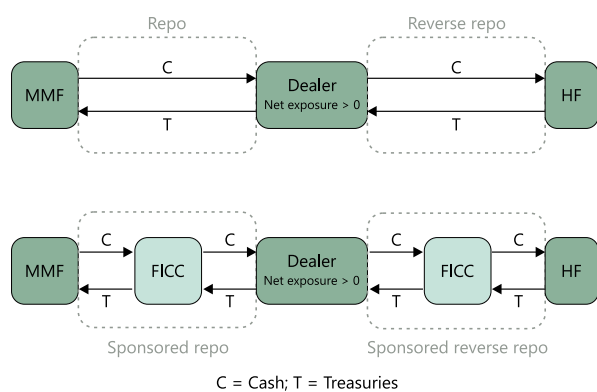 Repo
Reverse repo
MMF
C
T
Dealer
Net exposure > 0
C
T
HF
MMF
C
T
FICC
C
T
Dealer
Net exposure > 0
C
T
FICC
C
T
HF
Sponsored repo
Sponsored reverse repo
C = Cash; T = Treasuries